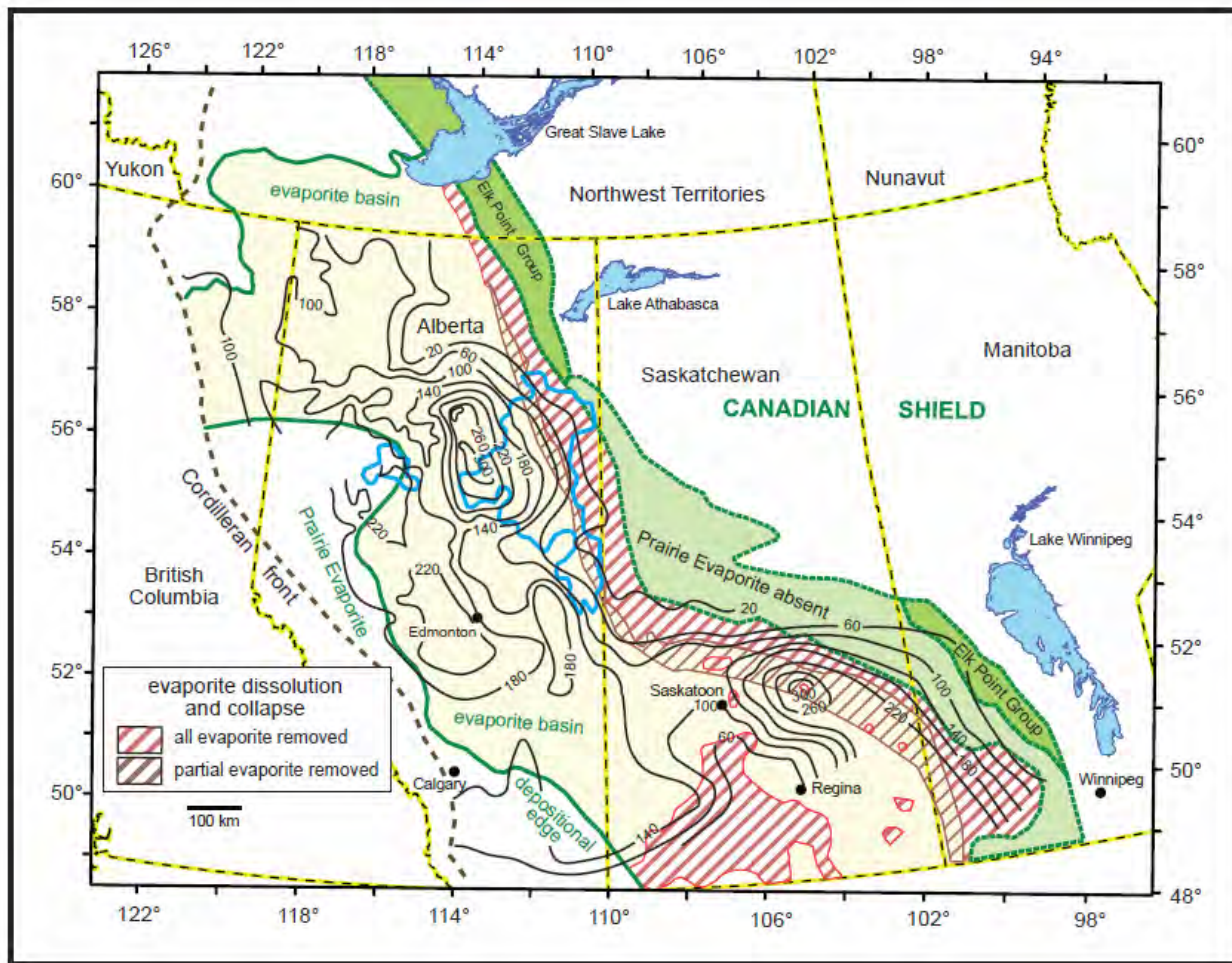 126° 122° 118° 114° 110° 105° 102° 98° 94°
Great Slave Lake
60°
Yukon
Nunavut
60°
evaporite basin
Elk Point Group
Northwest Territories
58°
58°
Lake Athabasca
100
58°
Alberta
100
20
60
100
Manitoba
Saskatchewan
56°
140
CANADIAN SHIELD
56°
260
300
220
180
220
140
54°
Cordilleran front
Prairie Evaporite
Prairie Evaporite absent
Lake Winnipeg
54°
British
Columbia
220
20
60
Edmonton
180
180
100
Elk Point Group
52°
52°
evaporite dissolution
and collapse
all evaporite removed
partial evaporite removed
Saskatoon
100
300
260
220
140
180
evaporite basin
60
Calgary
Regina
Winnipeg
50°
50°
100 km
depositional
edge
140
48°
122° 118° 114° 110° 106° 102° 98°